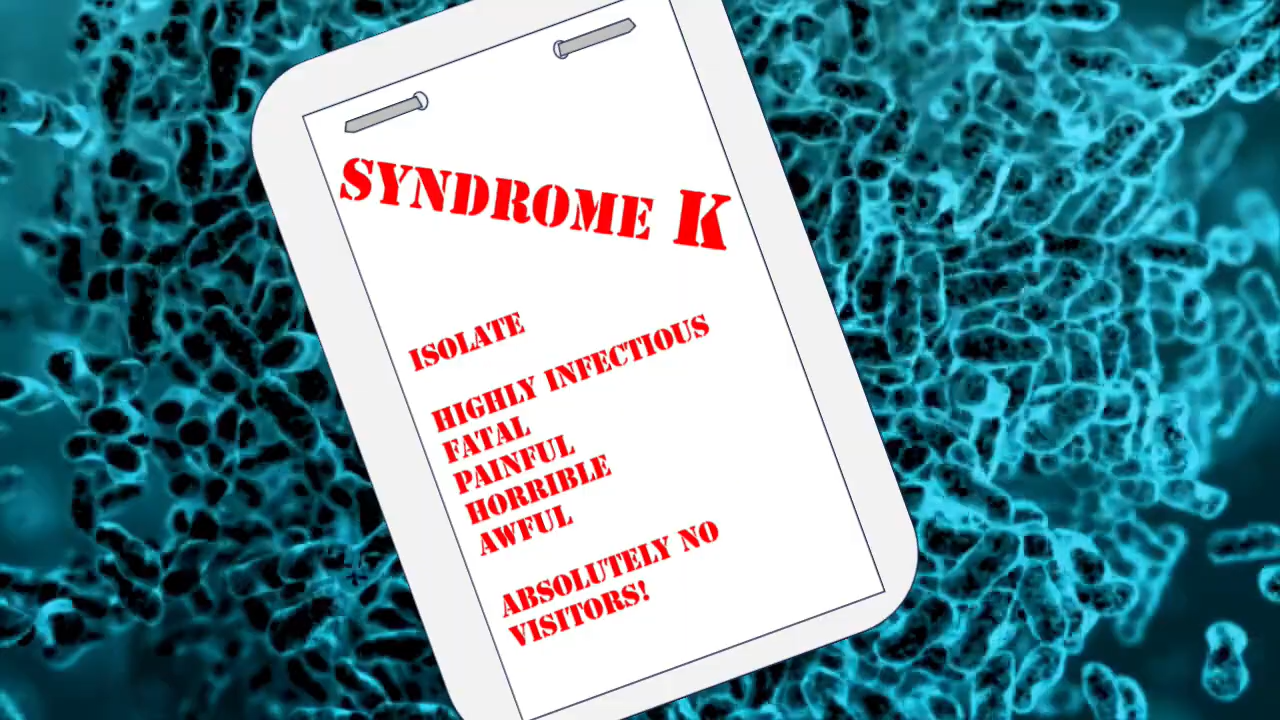 SYNDROME K
ISOLATE
HIGHLY INFECTIOUS
FATAL
PAINFUL
HORRIBLE
AWFUL
ABSOLUTELY NO
VISITORS!